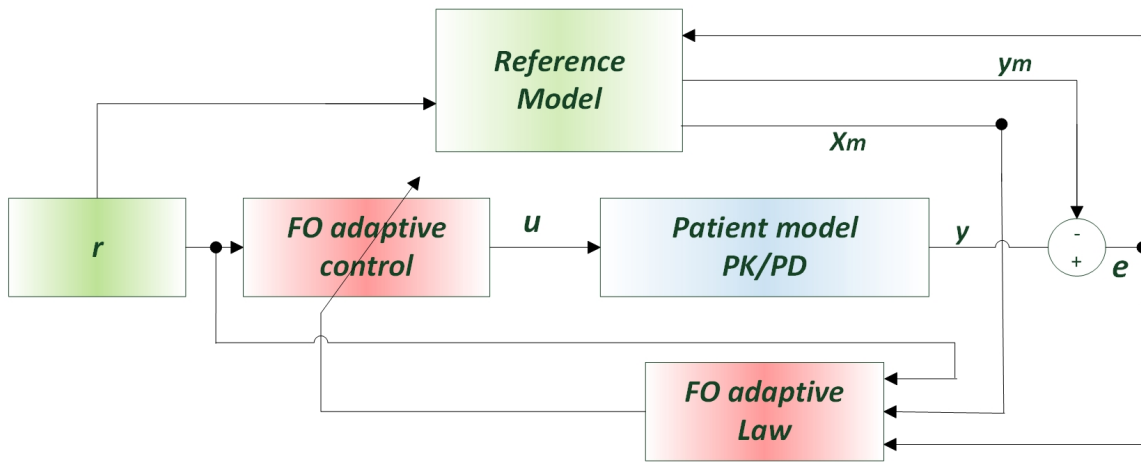 Reference
Model
ym
Xm
r
FO adaptive
control
u
Patient model
PK/PD
y
-
+
e
FO adaptive
Law